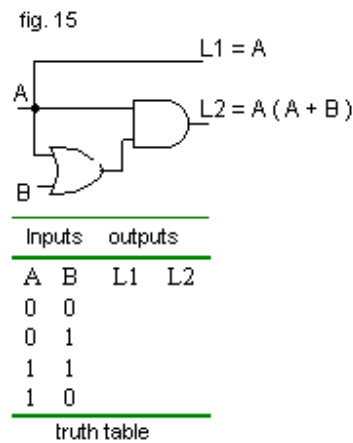 fig. 15
L1 = A
A
L2 = A ( A + B )
B
Inputs outputs
A B L1 L2
0 0
0 1
1 1
1 0
truth table